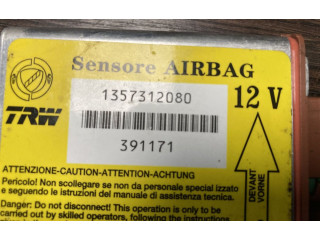 Sensore AIRBAG
TRW
1357312080
12 V
391171
DEVANT
VORNE
ATTENZIONE-CAUTION-ATTENTION-ACHTUNG
Pericolo! Non scollegare se non da personale special izzato
e seguendo le istruzioni del manuale di assistenza tecnica.
Danger: Do not disconnect! This operation is only to be
carried out by skilled operators, following the